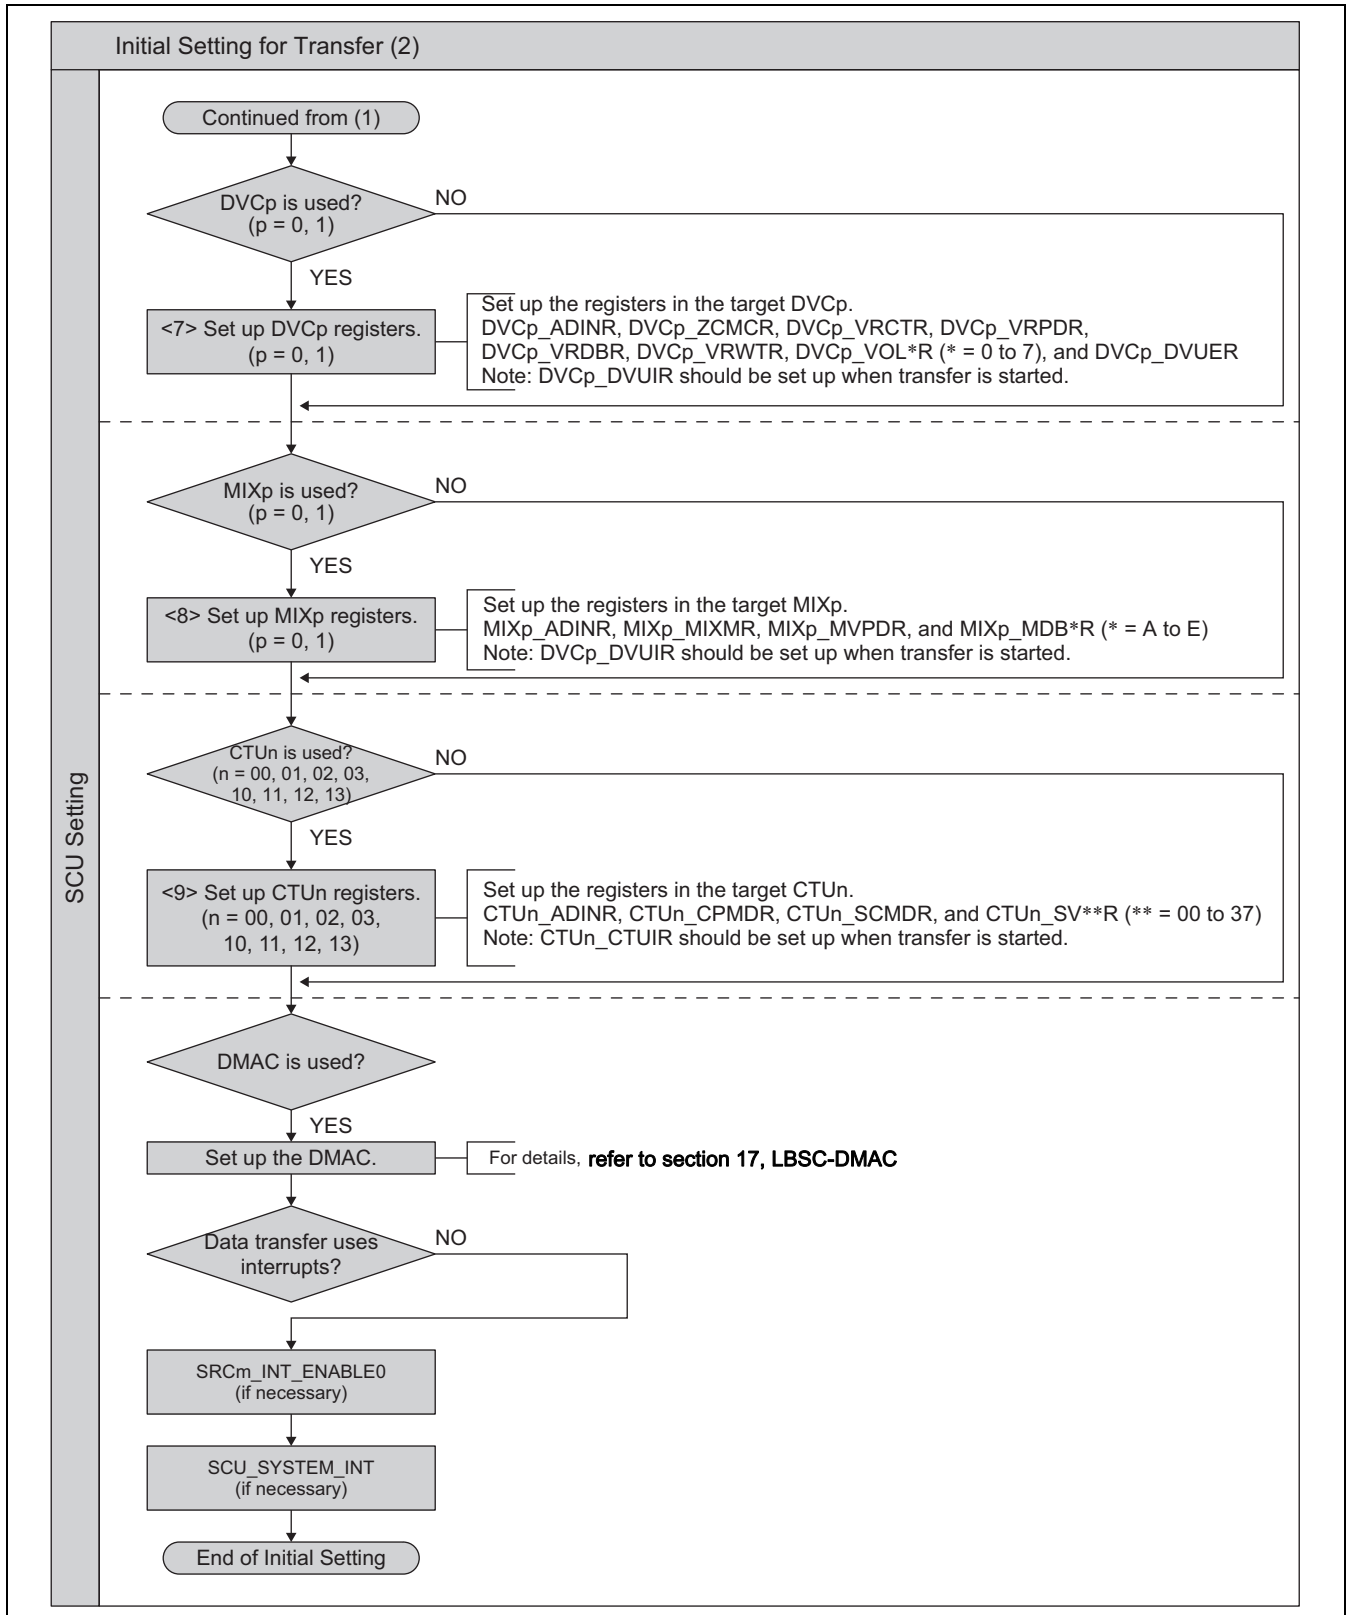 Initial Setting for Transfer (2)
SCU Setting
Continued from (1)
DVCp is used?
(p = 0, 1)
NO
YES
<7> Set up DVCp registers.
(p = 0, 1)
Set up the registers in the target DVCp.
DVCp_ADINR, DVCp_ZCMCR, DVCp_VRCTR, DVCp_VRPDR,
DVCp_VRDBR, DVCp_VRWTR, DVCp_VOL*R (* = 0 to 7), and DVCp_DVUER
Note: DVCp_DVUIR should be set up when transfer is started.
MIXp is used?
(p = 0, 1)
NO
YES
<8> Set up MIXp registers.
(p = 0, 1)
Set up the registers in the target MIXp.
MIXp_ADINR, MIXp_MIXMR, MIXp_MVPDR, and MIXp_MDB*R (* = A to E)
Note: DVCp_DVUIR should be set up when transfer is started.
CTUn is used?
(n = 00, 01, 02, 03,
10, 11, 12, 13)
NO
YES
<9> Set up CTUn registers.
(n = 00, 01, 02, 03,
10, 11, 12, 13)
Set up the registers in the target CTUn.
CTUn_ADINR, CTUn_CPMDR, CTUn_SCMDR, and CTUn_SV**R (** = 00 to 37)
Note: CTUn_CTUIR should be set up when transfer is started.
DMAC is used?
YES
Set up the DMAC.
For details, refer to section 17, LBSC-DMAC
Data transfer uses
interrupts?
NO
SRCm_INT_ENABLE0
(if necessary)
SCU_SYSTEM_INT
(if necessary)
End of Initial Setting